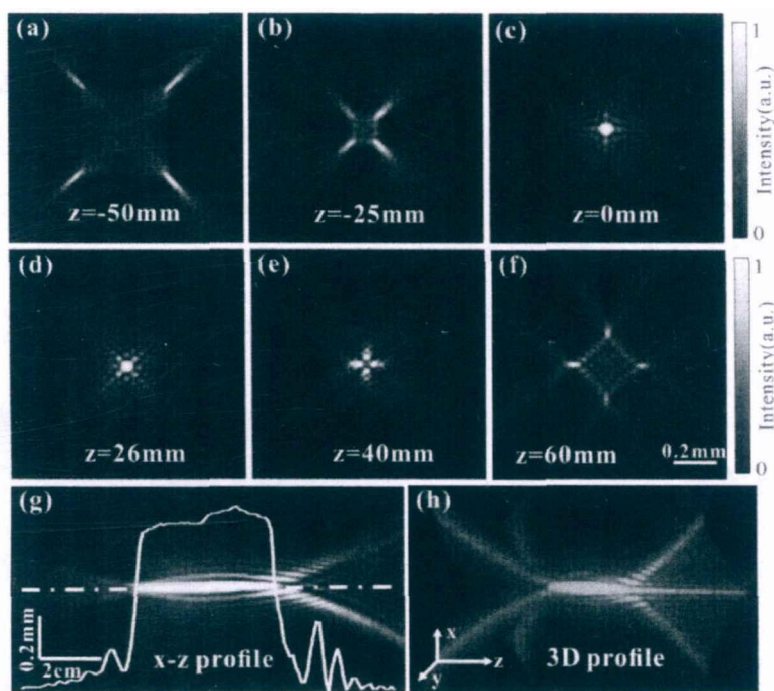 (a)
z=-50mm
(b)
z=-25mm
(c)
z=0mm
1
Intensity(a.u.)
0
(d)
z=26mm
(e)
z=40mm
(f)
z=60mm
0.2mm
1
Intensity(a.u.)
0
(g)
0.2mm
2cm
x-z profile
(h)
x
y
z
3D profile